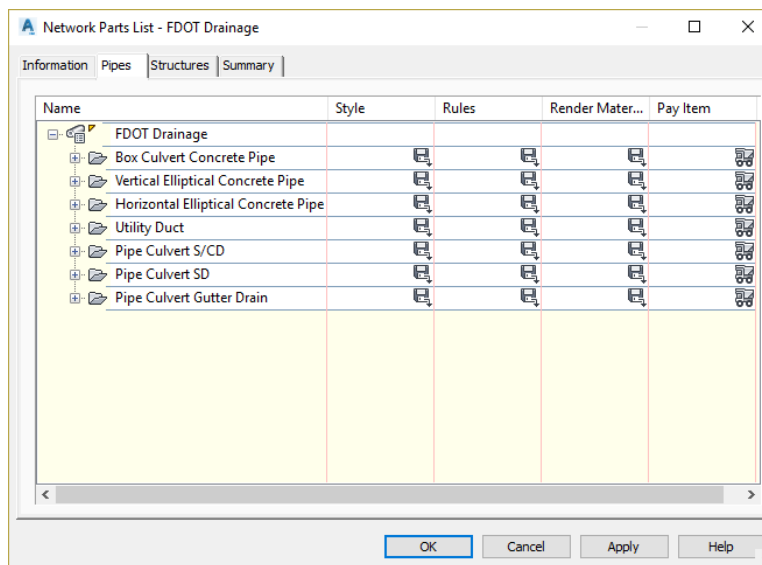 Network Parts List - FDOT Drainage
Information Pipes Structures Summary
Name Style Rules Render Mater... Pay Item
FDOT Drainage
Box Culvert Concrete Pipe
Vertical Elliptical Concrete Pipe
Horizontal Elliptical Concrete Pipe
Utility Duct
Pipe Culvert S/CD
Pipe Culvert SD
Pipe Culvert Gutter Drain
OK Cancel Apply Help